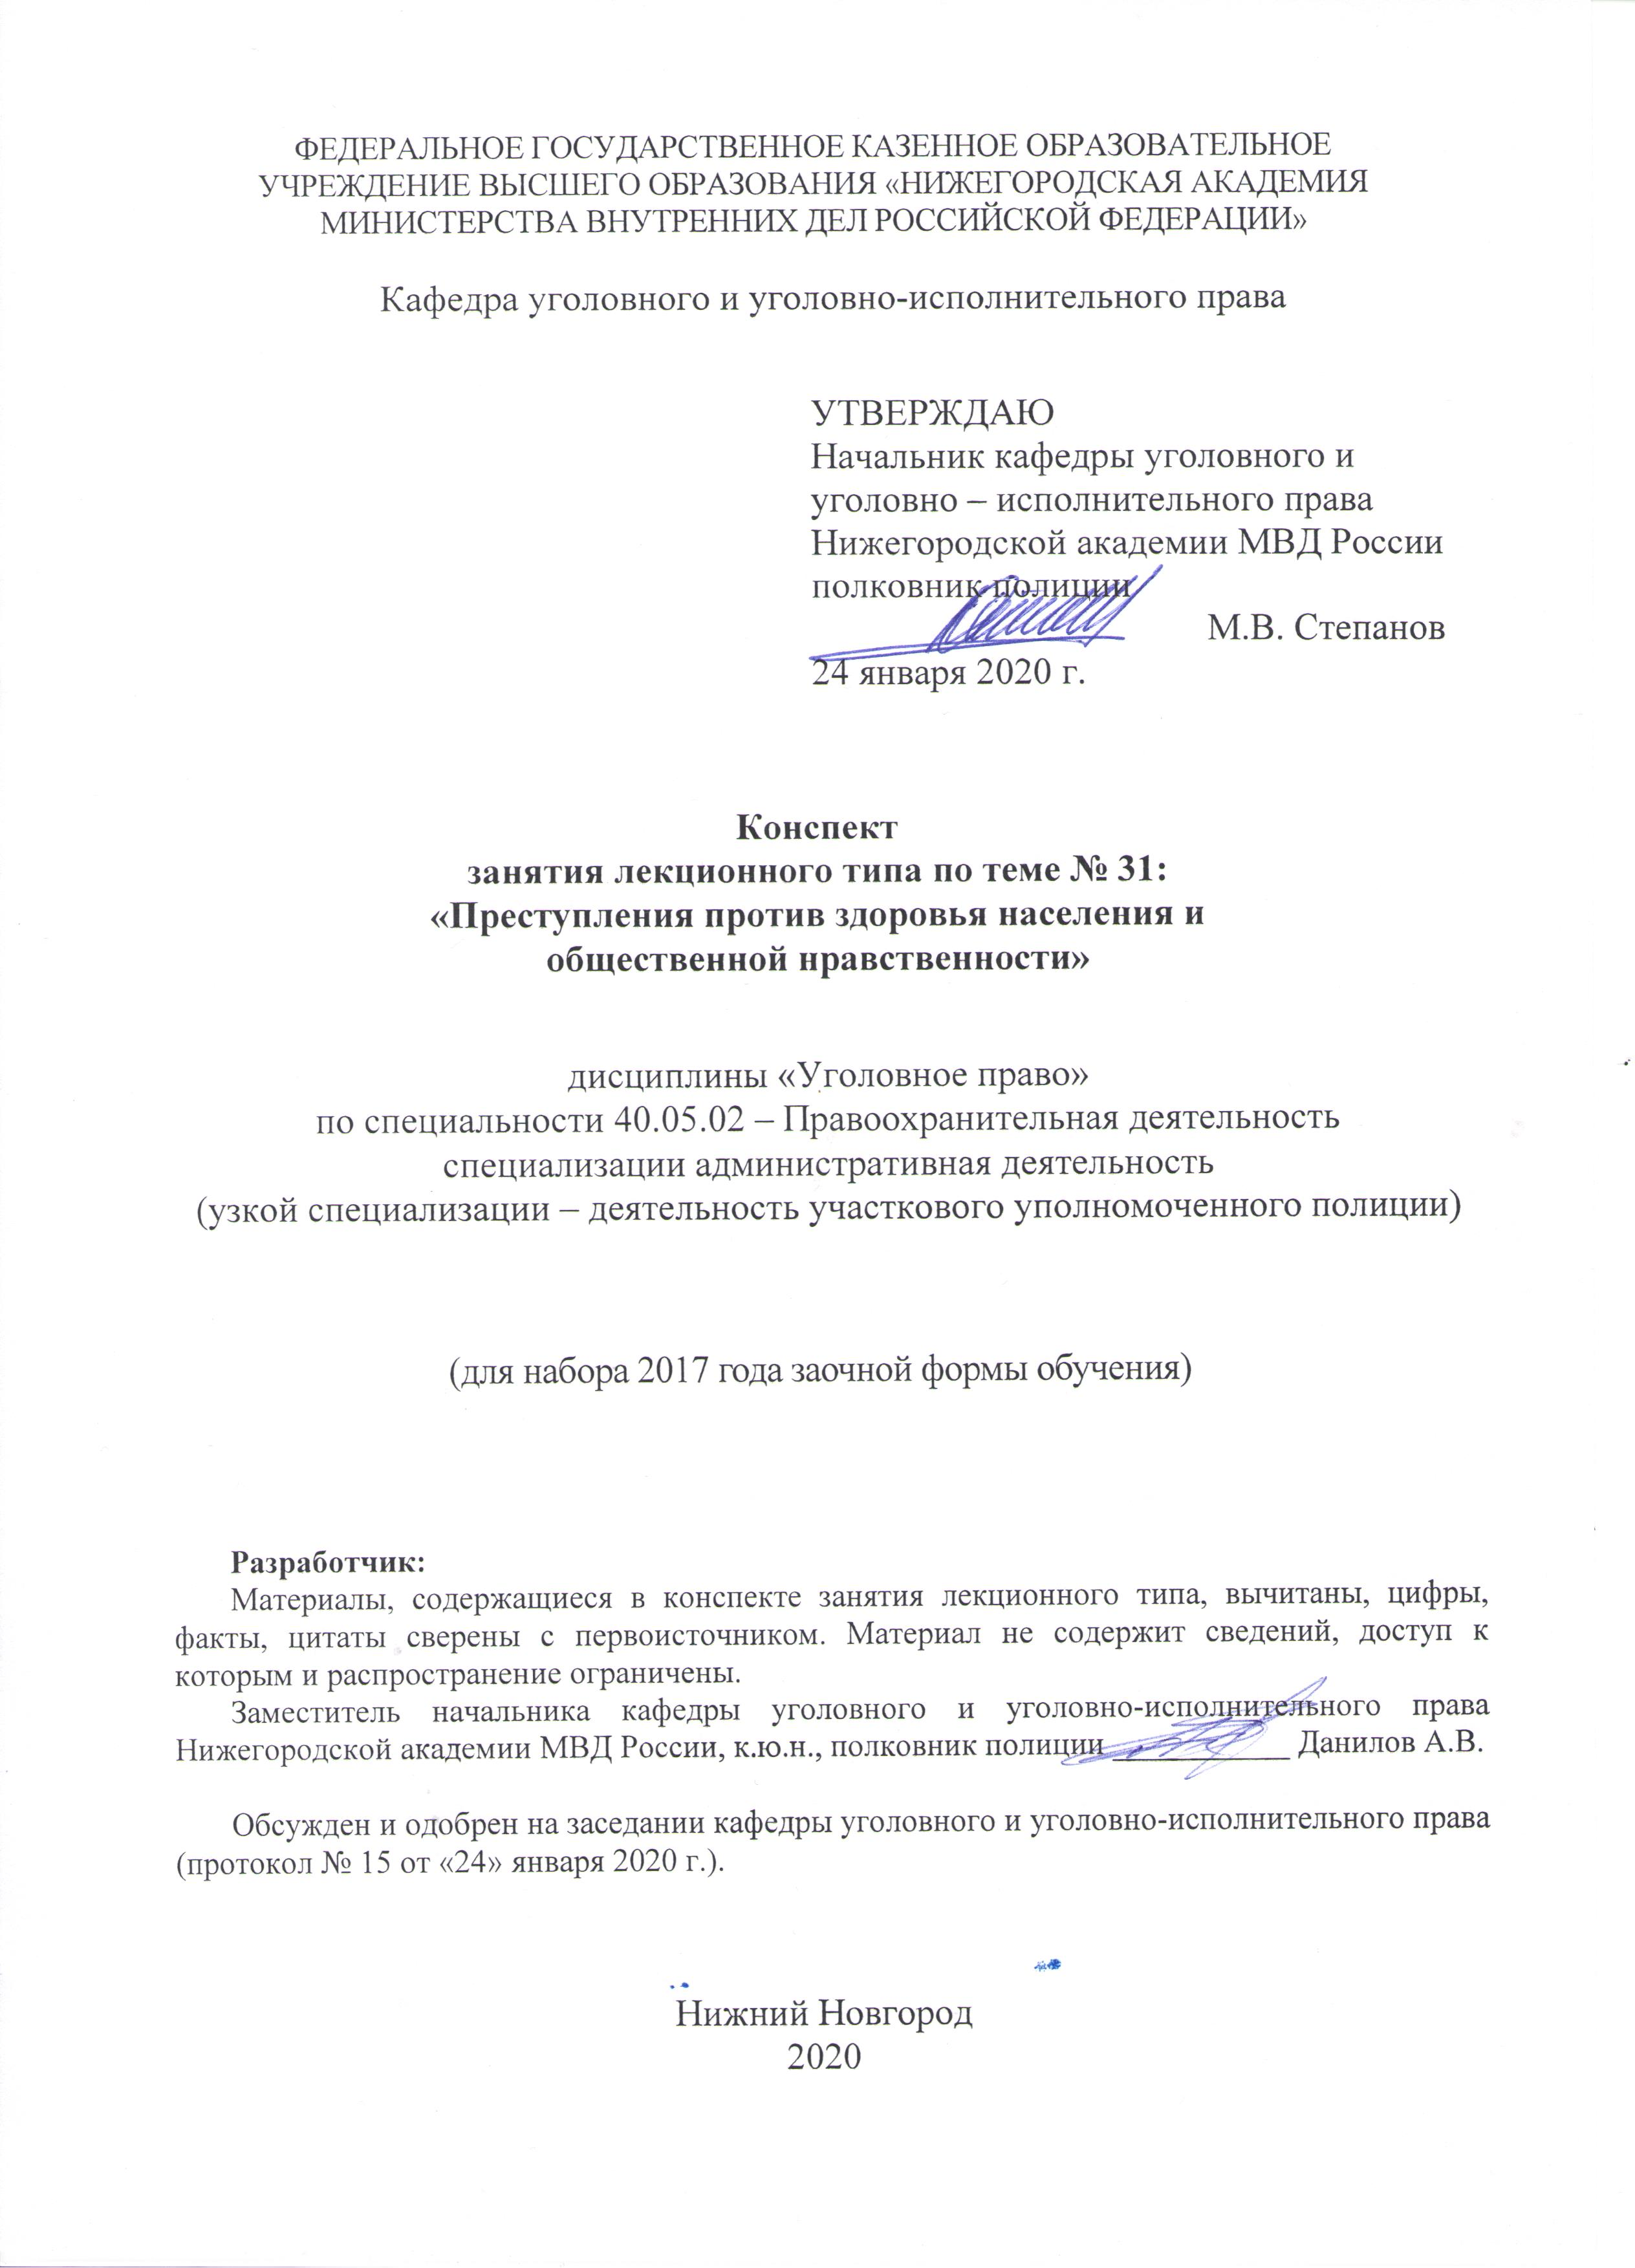 ФЕДЕРАЛЬНОЕ ГОСУДАРСТВЕННОЕ КАЗЕННОЕ ОБРАЗОВАТЕЛЬНОЕ
УЧРЕЖДЕНИЕ ВЫСШЕГО ОБРАЗОВАНИЯ «НИЖЕГОРОДСКАЯ АКАДЕМИЯ
МИНИСТЕРСТВА ВНУТРЕННИХ ДЕЛ РОССИЙСКОЙ ФЕДЕРАЦИИ»
Кафедра уголовного и уголовно-исполнительного права
УТВЕРЖДАЮ
Начальник кафедры уголовного и
уголовно – исполнительного права
Нижегородской академии МВД России
полковник полиции
М.В. Степанов
24 января 2020 г.
Конспект
занятия лекционного типа по теме № 31:
«Преступления против здоровья населения и
общественной нравственности»
дисциплины «Уголовное право»
по специальности 40.05.02 – Правоохранительная деятельность
специализации административная деятельность
(узкой специализации – деятельность участкового уполномоченного полиции)
(для набора 2017 года заочной формы обучения)
Разработчик:
Материалы, содержащиеся в конспекте занятия лекционного типа, вычитаны, цифры,
факты, цитаты сверены с первоисточником. Материал не содержит сведений, доступ к
которым и распространение ограничены.
Заместитель начальника кафедры уголовного и уголовно-исполнительного права
Нижегородской академии МВД России, к.ю.н., полковник полиции ___________ Данилов А.В.
Обсужден и одобрен на заседании кафедры уголовного и уголовно-исполнительного права
(протокол № 15 от «24» января 2020 г.).
Нижний Новгород
2020